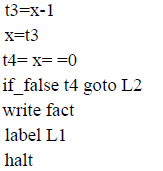 t3=x-1
x=t3
t4= x= =0
if_false t4 goto L2
write fact
label L1
halt